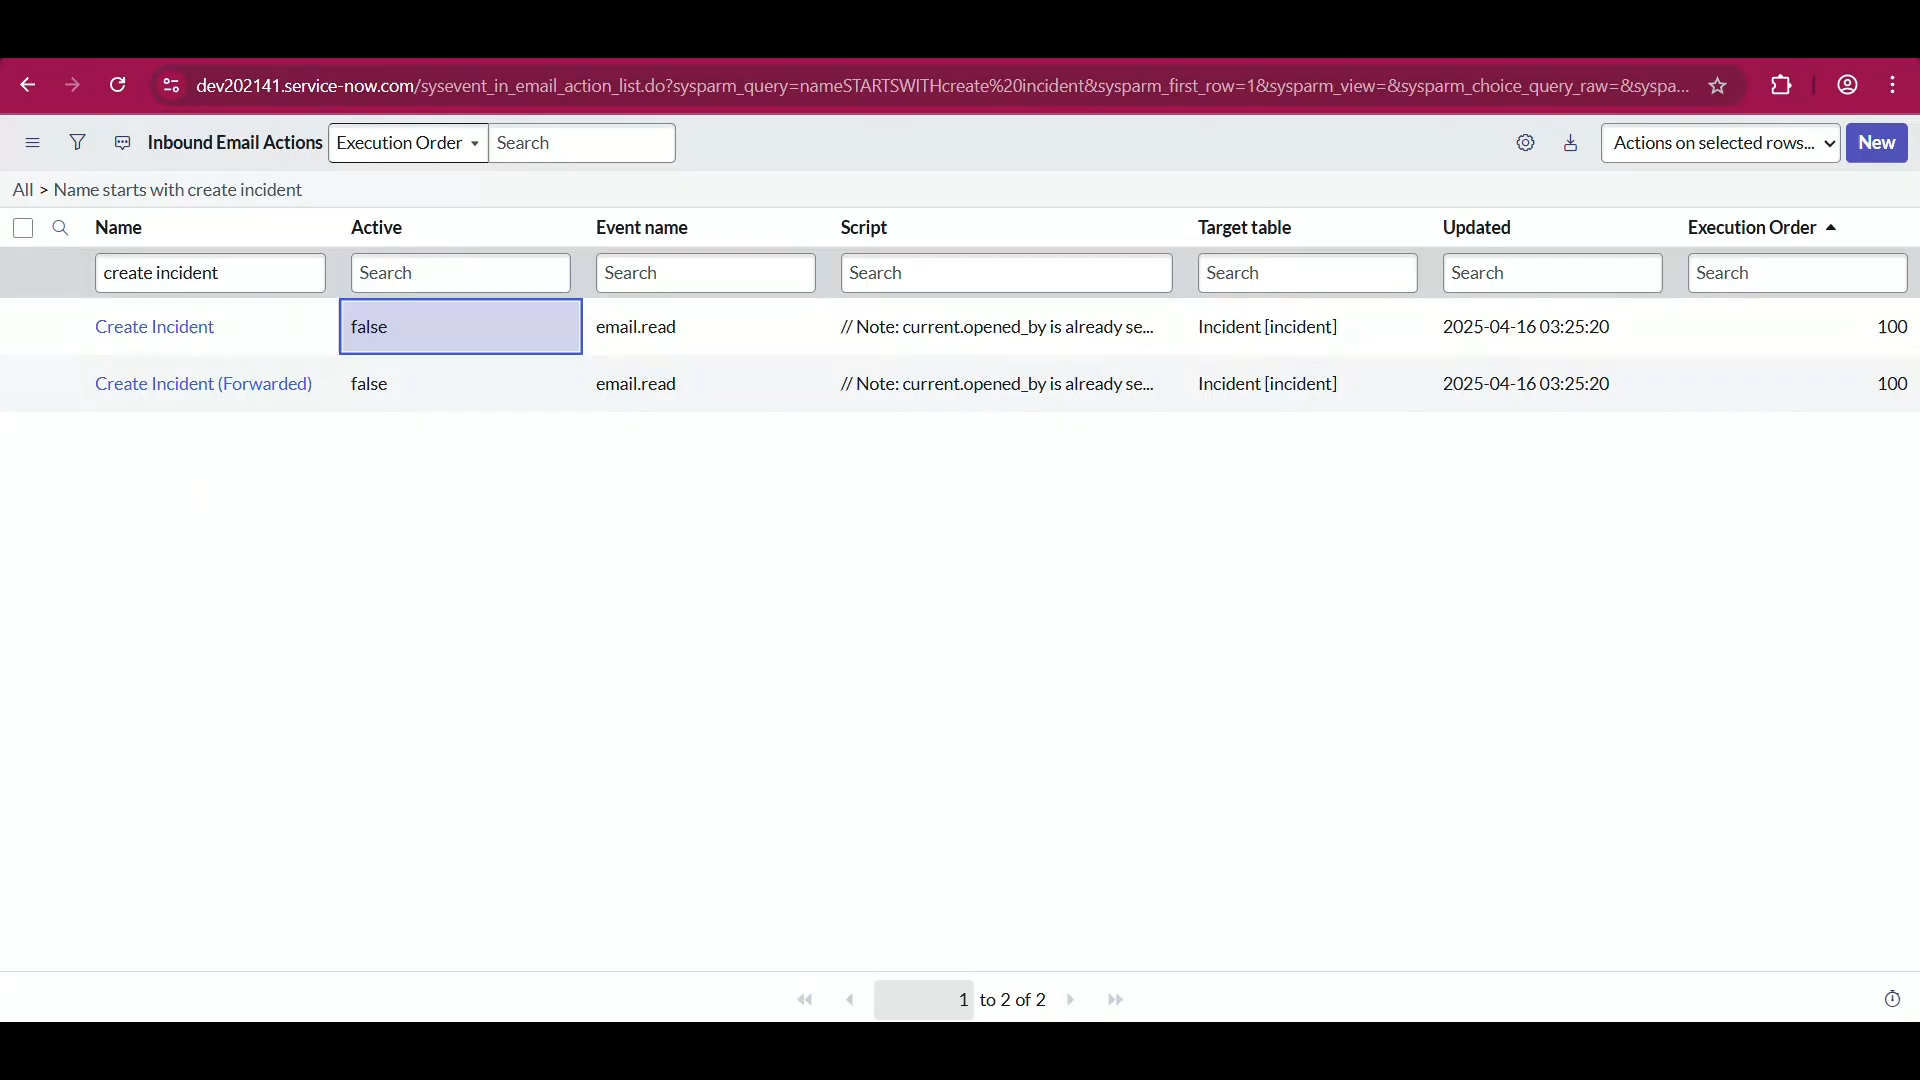 dev202141.service-now.com/sysevent_in_email_action_list.do?sysparm_query=nameSTARTSWITHcreate%20incident&sysparm_first_row=1&sysparm_view=&sysparm_choice_query_raw=&syspa...
Inbound Email Actions Execution Order Search Actions on selected rows... New
All > Name starts with create incident
Name Active Event name Script Target table Updated Execution Order
create incident Search Search Search Search Search Search
Create Incident false email.read // Note: current.opened_by is already se... Incident [incident] 2025-04-16 03:25:20 100
Create Incident (Forwarded) false email.read // Note: current.opened_by is already se... Incident [incident] 2025-04-16 03:25:20 100
1 to 2 of 2